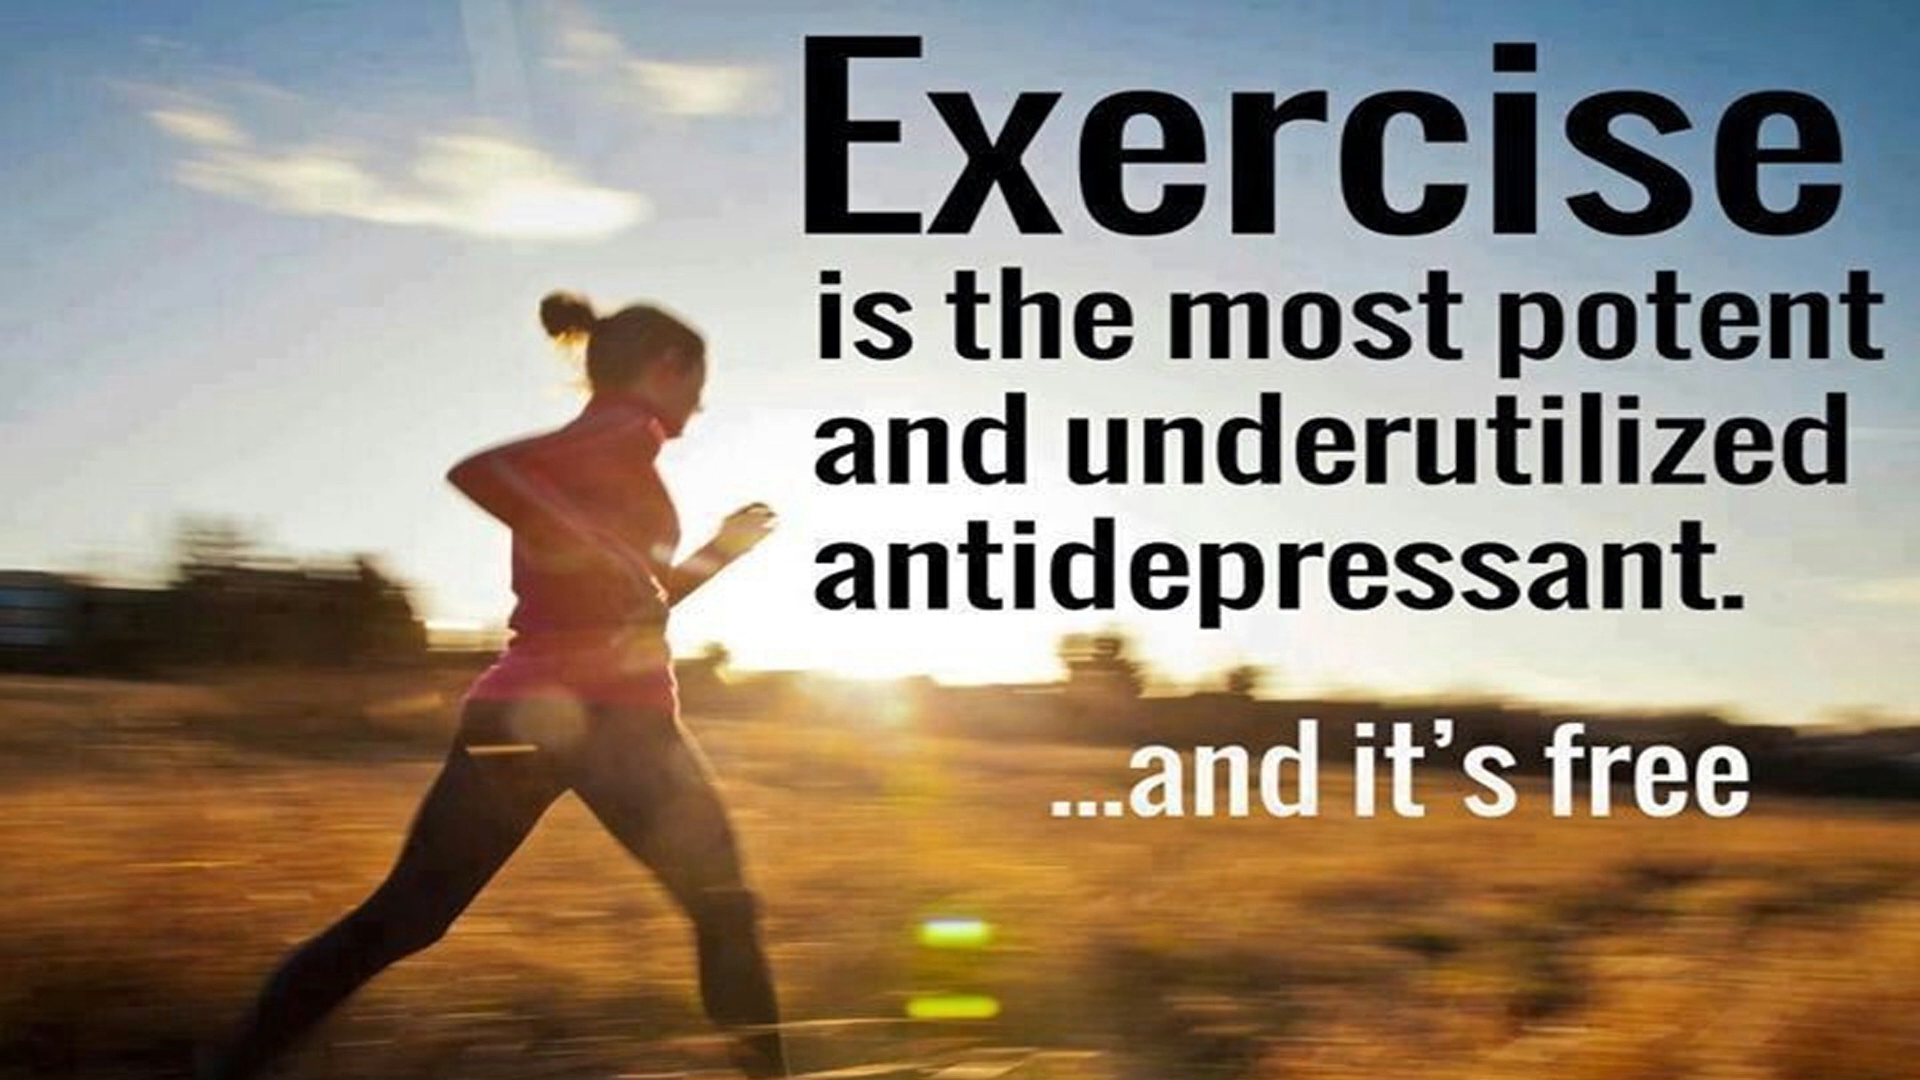 Exercise
is the most potent
and underutilized
antidepressant.
...and it's free